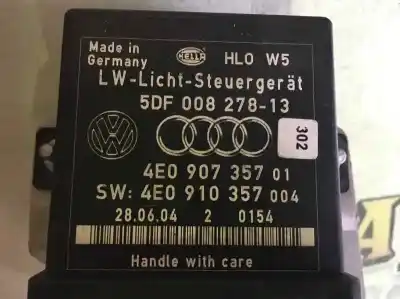 Made in
Germany
HELLA
HLO W5
LW-Licht-Steuergerät
5DF 008 278-13
302
4E0 907 357 01
SW: 4E0 910 357 004
28.06.04 2 0154
Handle with care